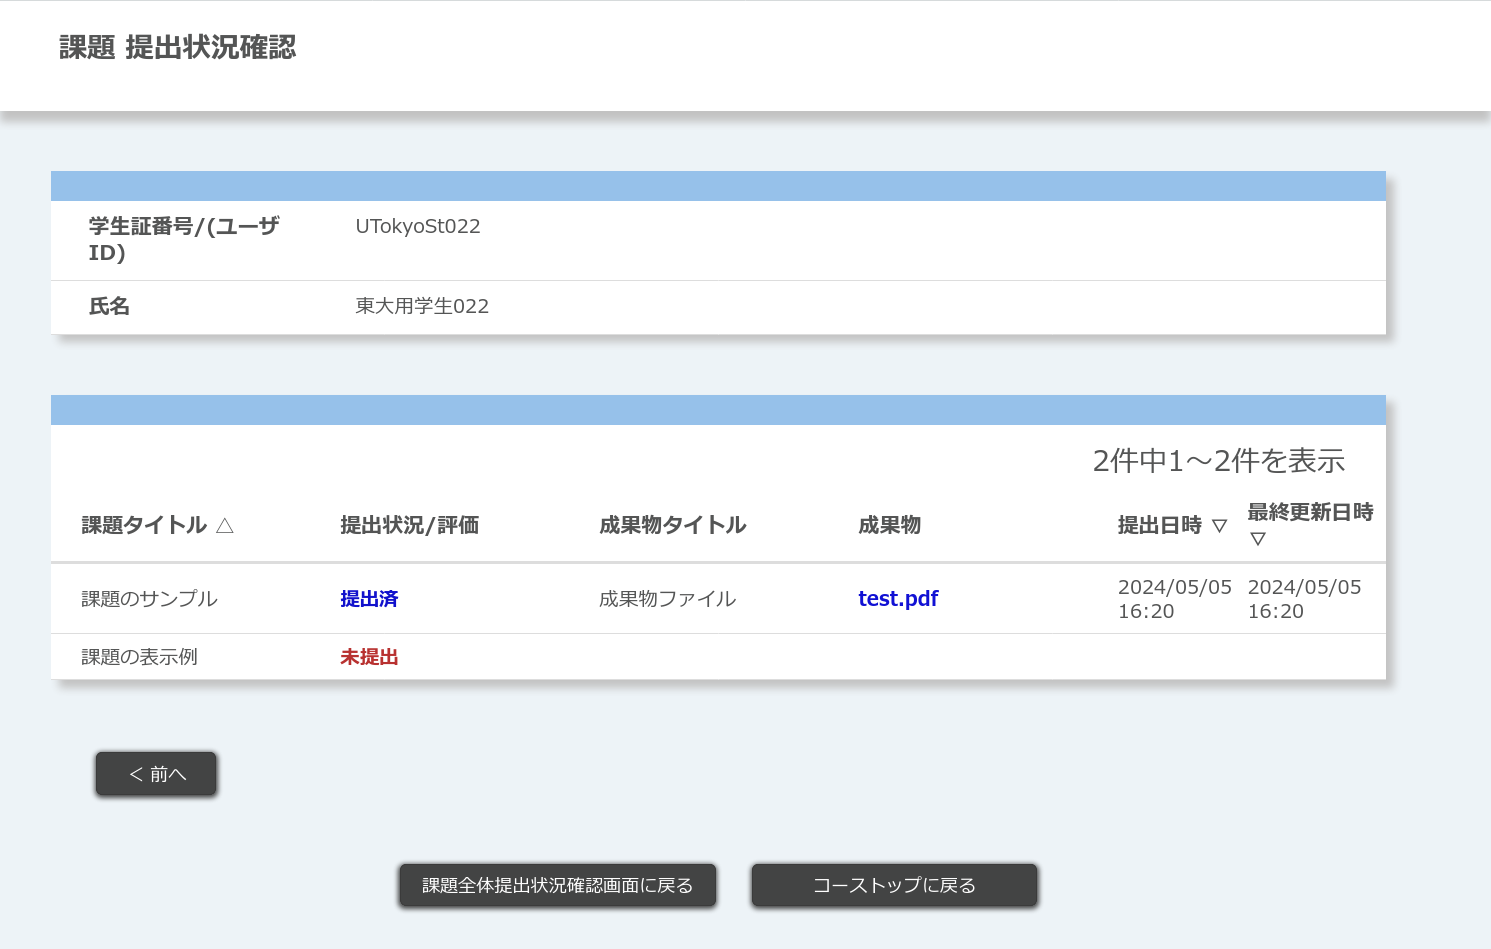 課題 提出状況確認
学生証番号/(ユーザ
ID)
UTokyoSt022
氏名
東大用学生022
2件中1～2件を表示
課題タイトル △ 提出状況/評価 成果物タイトル 成果物 提出日時 ▽ 最終更新日時
▽
課題のサンプル 提出済 成果物ファイル test.pdf 2024/05/05 2024/05/05
16:20 16:20
課題の表示例 未提出
＜ 前へ
課題全体提出状況確認画面に戻る コーストップに戻る